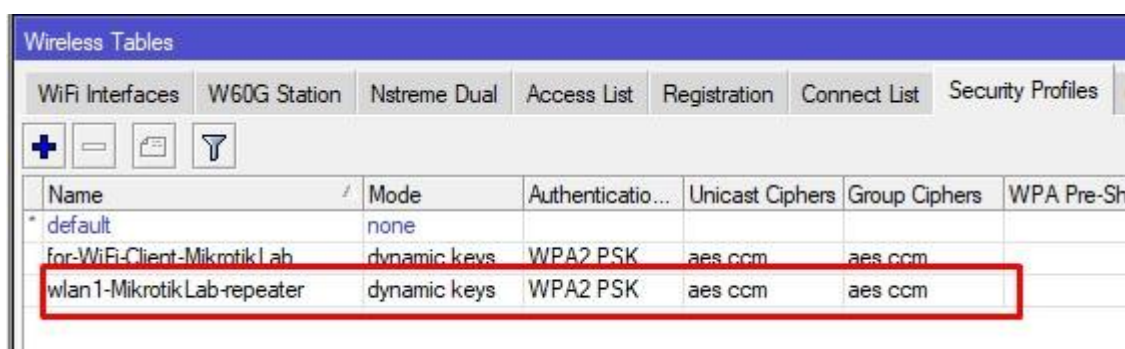 Wireless Tables
WiFi Interfaces W60G Station Nstreme Dual Access List Registration Connect List Security Profiles
Name Mode Authenticatio... Unicast Ciphers Group Ciphers WPA Pre-Sh
* default none
for-WiFi-Client-MikrotikLab dynamic keys WPA2 PSK aes ccm aes ccm
wlan1-MikrotikLab-repeater dynamic keys WPA2 PSK aes ccm aes ccm